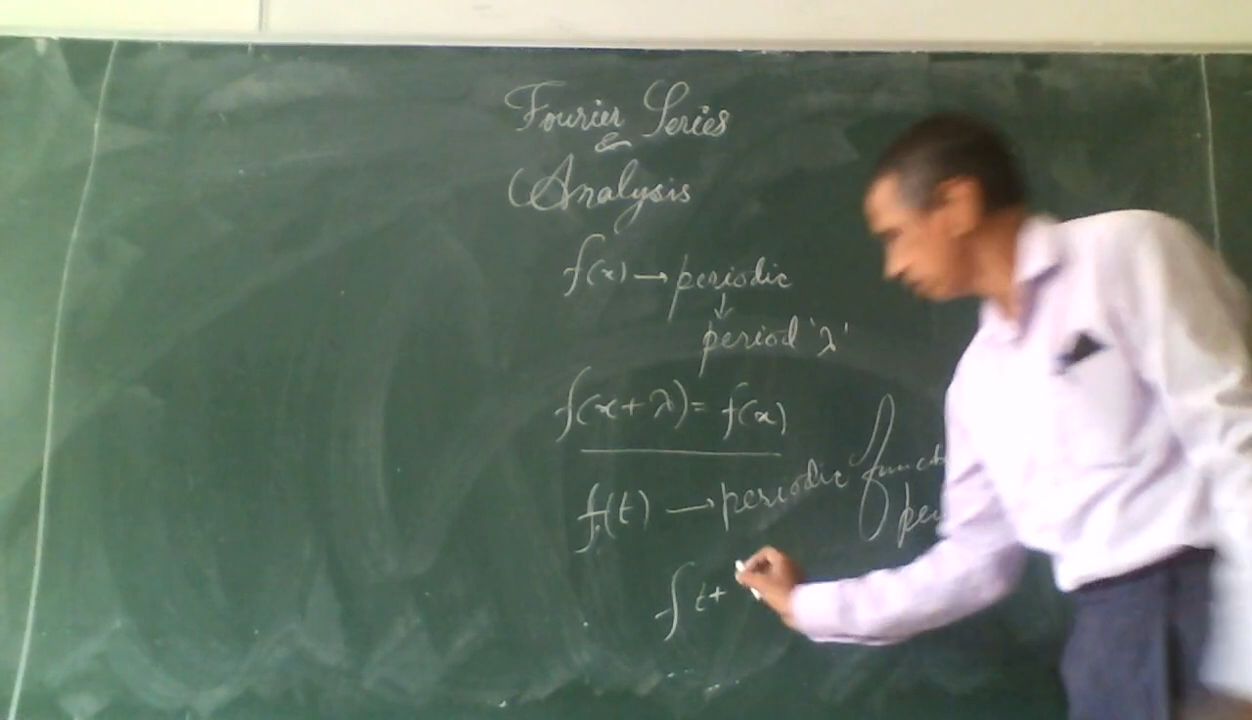 Fourier Series
&
Analysis
f(x) → periodic
↓
period 'λ'
f(x+λ) = f(x)
f(t) → periodic
f t+